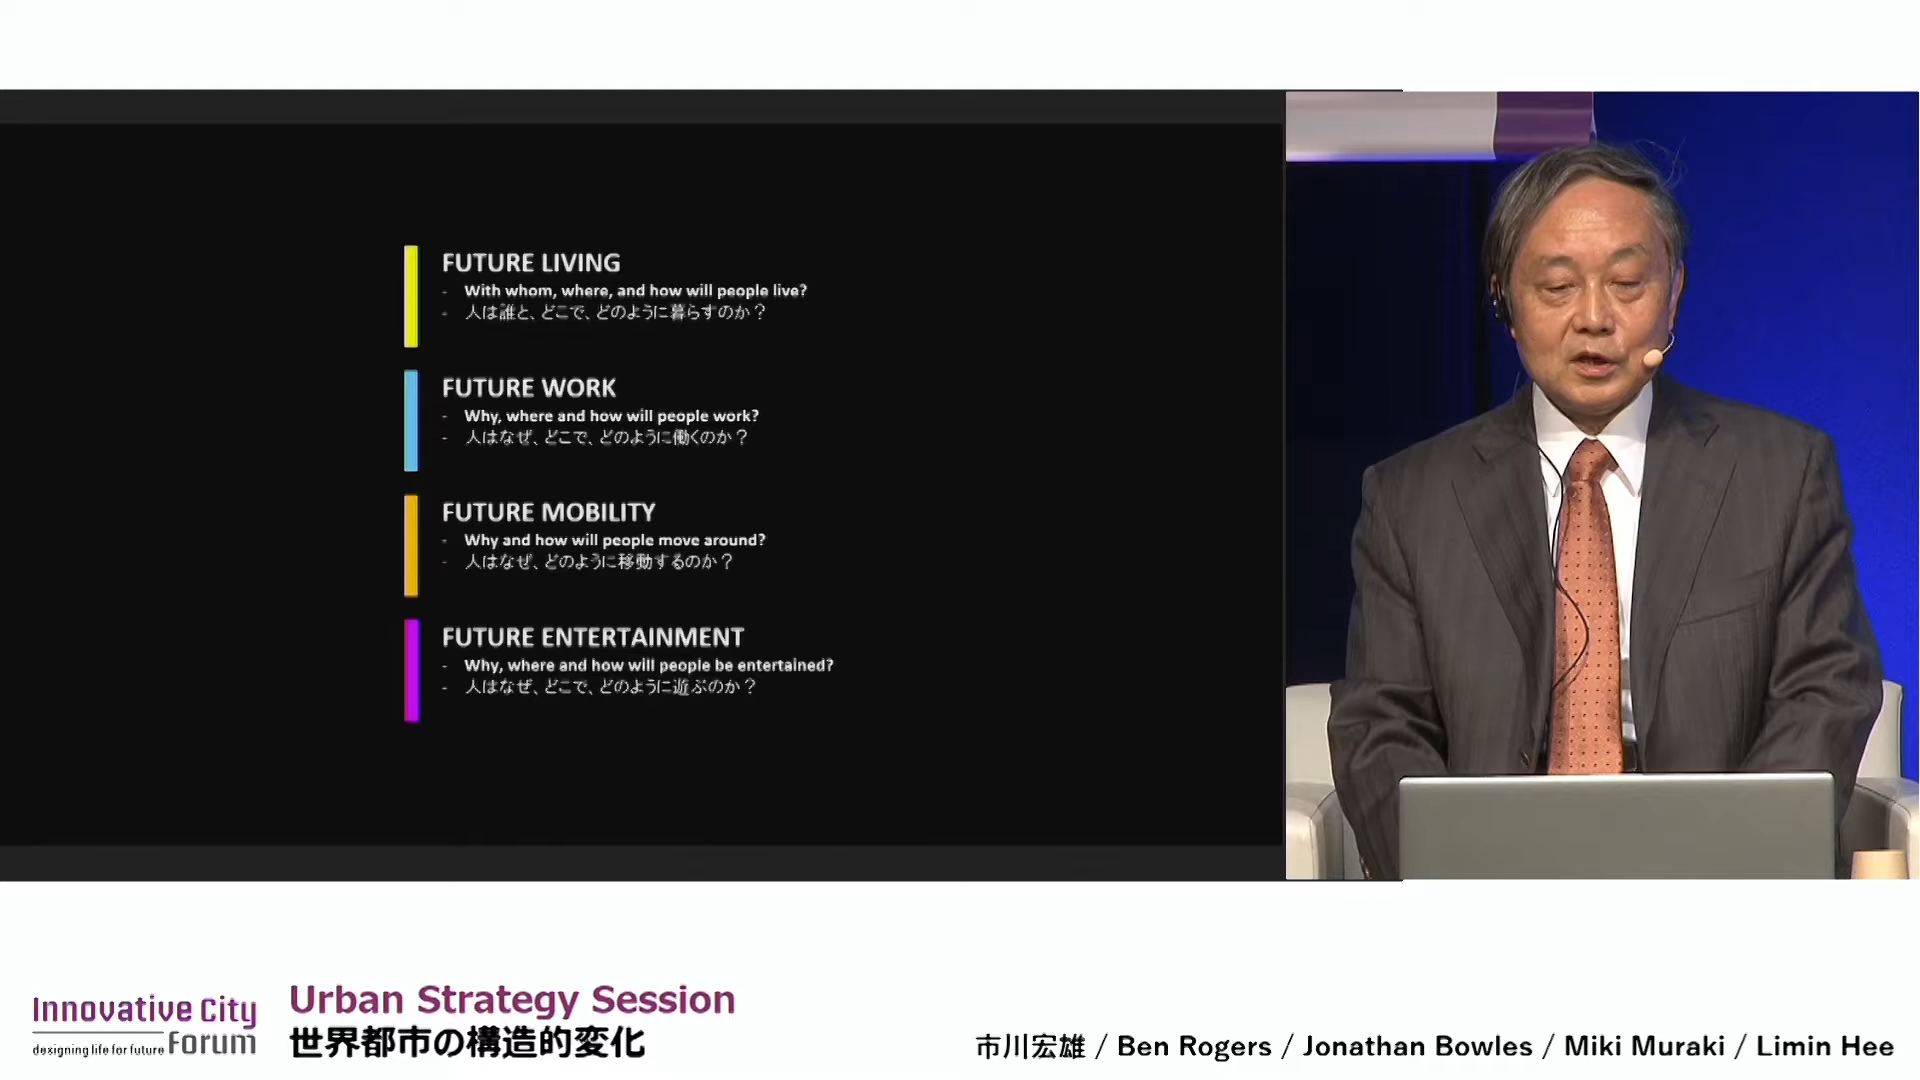 FUTURE LIVING
- With whom, where, and how will people live?
- 人は誰と、どこで、どのように暮らすのか？
FUTURE WORK
- Why, where and how will people work?
- 人はなぜ、どこで、どのように働くのか？
FUTURE MOBILITY
- Why and how will people move around?
- 人はなぜ、どのように移動するのか？
FUTURE ENTERTAINMENT
- Why, where and how will people be entertained?
- 人はなぜ、どこで、どのように遊ぶのか？
Innovative City
designing life for future Forum
Urban Strategy Session
世界都市の構造的変化
市川宏雄 / Ben Rogers / Jonathan Bowles / Miki Muraki / Limin Hee